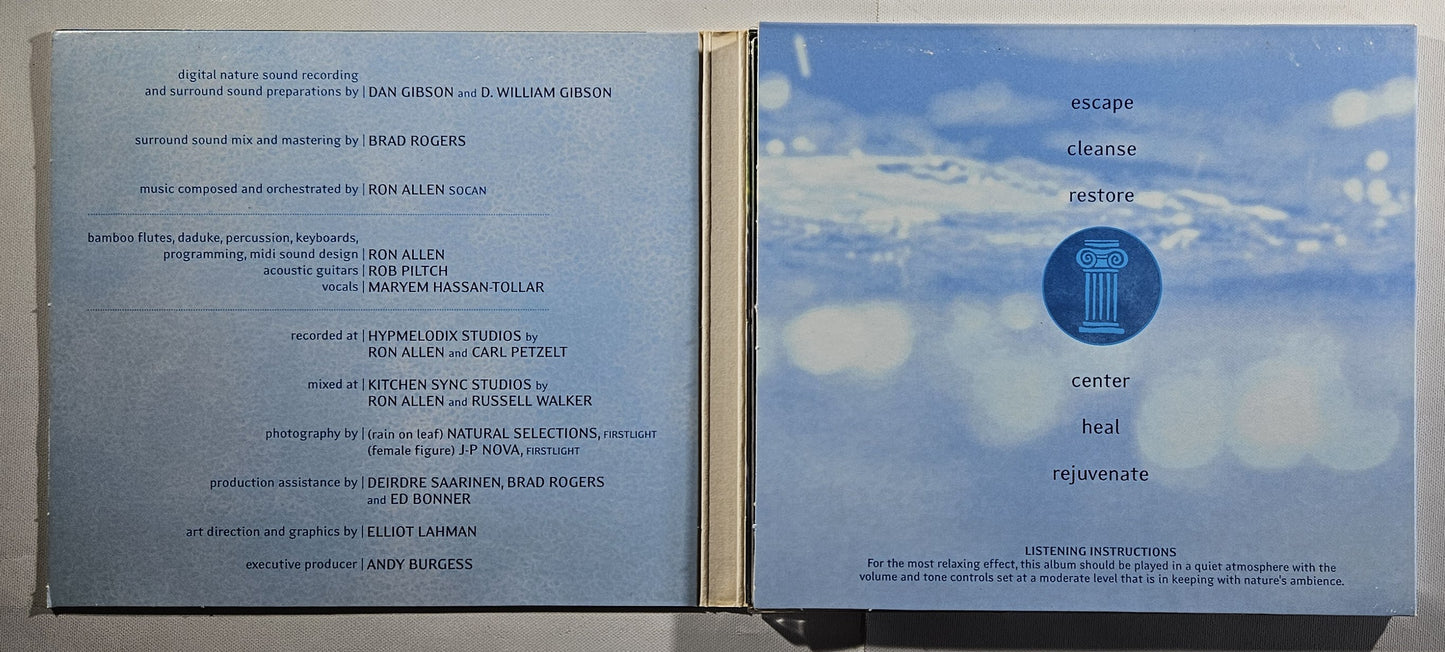 digital nature sound recording
and surround sound preparations by | DAN GIBSON and D. WILLIAM GIBSON
surround sound mix and mastering by | BRAD ROGERS
music composed and orchestrated by | RON ALLEN SOCAN
bamboo flutes, daduke, percussion, keyboards,
programming, midi sound design | RON ALLEN
acoustic guitars | ROB PILTCH
vocals | MARYEM HASSAN-TOLLAR
recorded at | HYPMELODIX STUDIOS by
RON ALLEN and CARL PETZELT
mixed at | KITCHEN SYNC STUDIOS by
RON ALLEN and RUSSELL WALKER
photography by | (rain on leaf) NATURAL SELECTIONS, FIRSTLIGHT
(female figure) J-P NOVA, FIRSTLIGHT
production assistance by | DEIRDRE SAARINEN, BRAD ROGERS
and ED BONNER
art direction and graphics by | ELLIOT LAHMAN
executive producer | ANDY BURGESS
escape
cleanse
restore
center
heal
rejuvenate
LISTENING INSTRUCTIONS
For the most relaxing effect, this album should be played in a quiet atmosphere with the
volume and tone controls set at a moderate level that is in keeping with nature's ambience.